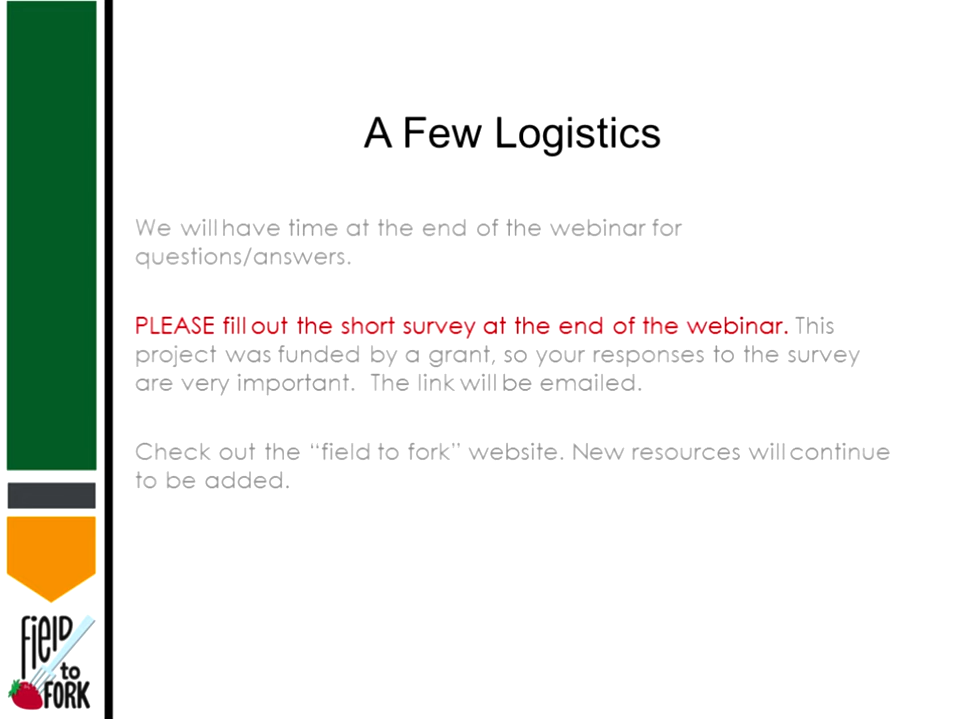 A Few Logistics
We will have time at the end of the webinar for
questions/answers.
PLEASE fill out the short survey at the end of the webinar. This
project was funded by a grant, so your responses to the survey
are very important. The link will be emailed.
Check out the “field to fork” website. New resources will continue
to be added.
FiELD
to
FORK